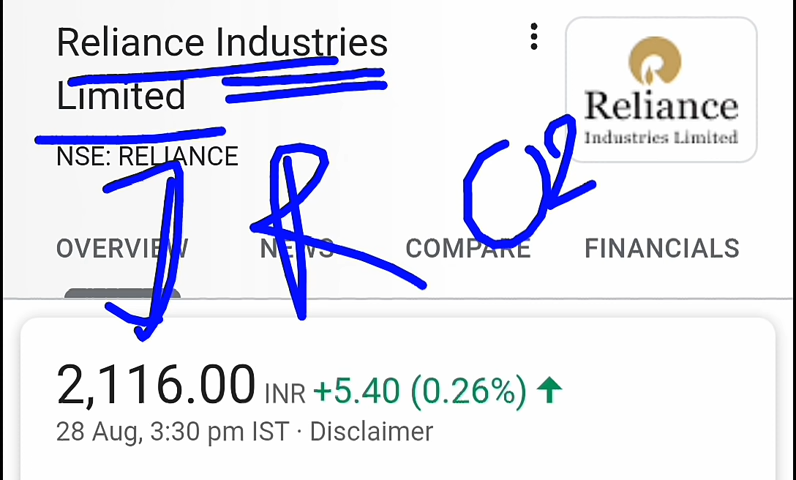 Reliance Industries
Limited
NSE: RELIANCE
Reliance
Industries Limited
R O2
OVERVIEW NEWS COMPARE FINANCIALS
2,116.00 INR +5.40 (0.26%)
28 Aug, 3:30 pm IST · Disclaimer